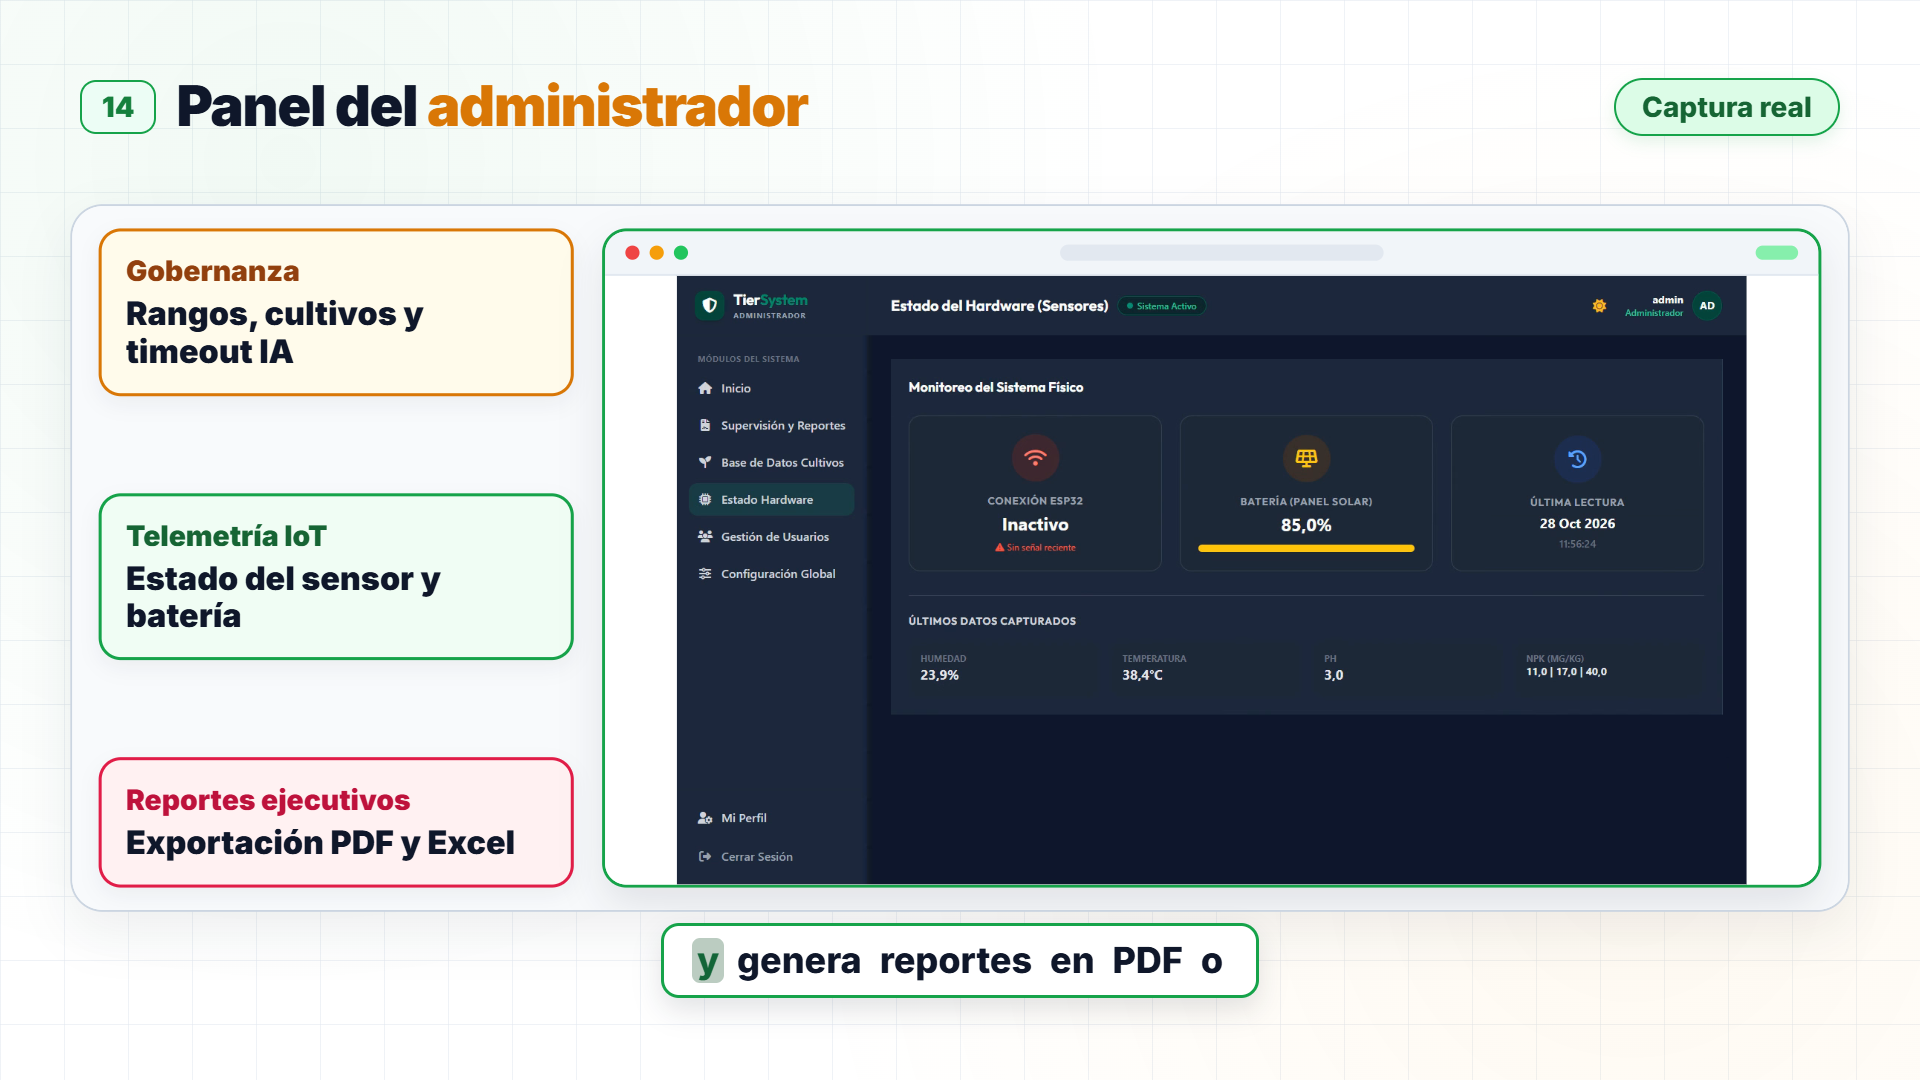 14
Panel del administrador
Captura real
Gobernanza
Rangos, cultivos y
timeout IA
Telemetría IoT
Estado del sensor y
batería
Reportes ejecutivos
Exportación PDF y Excel
TierSystem
ADMINISTRADOR
MÓDULOS DEL SISTEMA
Inicio
Supervisión y Reportes
Base de Datos Cultivos
Estado Hardware
Gestión de Usuarios
Configuración Global
Mi Perfil
Cerrar Sesión
Estado del Hardware (Sensores)
Sistema Activo
admin
Administrador
AD
Monitoreo del Sistema Físico
CONEXIÓN ESP32
Inactivo
Sin señal reciente
BATERÍA (PANEL SOLAR)
85,0%
ÚLTIMA LECTURA
28 Oct 2026
11:56:24
ÚLTIMOS DATOS CAPTURADOS
HUMEDAD
23,9%
TEMPERATURA
38,4°C
PH
3,0
NPK (MG/KG)
11,0 | 17,0 | 40,0
y genera reportes en PDF o